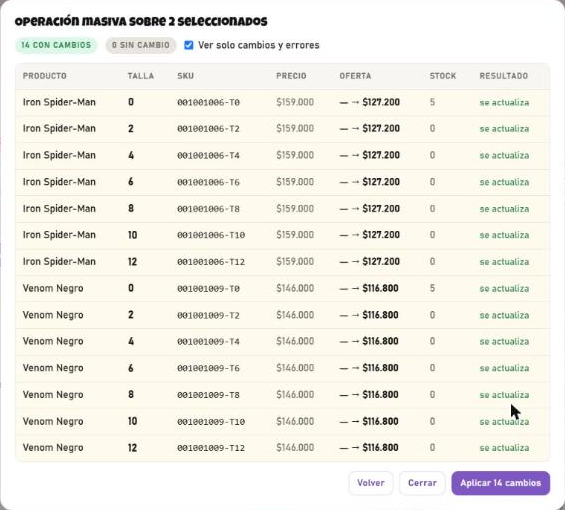 Operación masiva sobre 2 seleccionados
14 CON CAMBIOS 0 SIN CAMBIO Ver solo cambios y errores
PRODUCTO TALLA SKU PRECIO OFERTA STOCK RESULTADO
Iron Spider-Man 0 001001006-T0 $159.000 — → $127.200 5 se actualiza
Iron Spider-Man 2 001001006-T2 $159.000 — → $127.200 0 se actualiza
Iron Spider-Man 4 001001006-T4 $159.000 — → $127.200 0 se actualiza
Iron Spider-Man 6 001001006-T6 $159.000 — → $127.200 0 se actualiza
Iron Spider-Man 8 001001006-T8 $159.000 — → $127.200 0 se actualiza
Iron Spider-Man 10 001001006-T10 $159.000 — → $127.200 0 se actualiza
Iron Spider-Man 12 001001006-T12 $159.000 — → $127.200 0 se actualiza
Venom Negro 0 001001009-T0 $146.000 — → $116.800 5 se actualiza
Venom Negro 2 001001009-T2 $146.000 — → $116.800 0 se actualiza
Venom Negro 4 001001009-T4 $146.000 — → $116.800 0 se actualiza
Venom Negro 6 001001009-T6 $146.000 — → $116.800 0 se actualiza
Venom Negro 8 001001009-T8 $146.000 — → $116.800 0 se actualiza
Venom Negro 10 001001009-T10 $146.000 — → $116.800 0 se actualiza
Venom Negro 12 001001009-T12 $146.000 — → $116.800 0 se actualiza
Volver Cerrar Aplicar 14 cambios